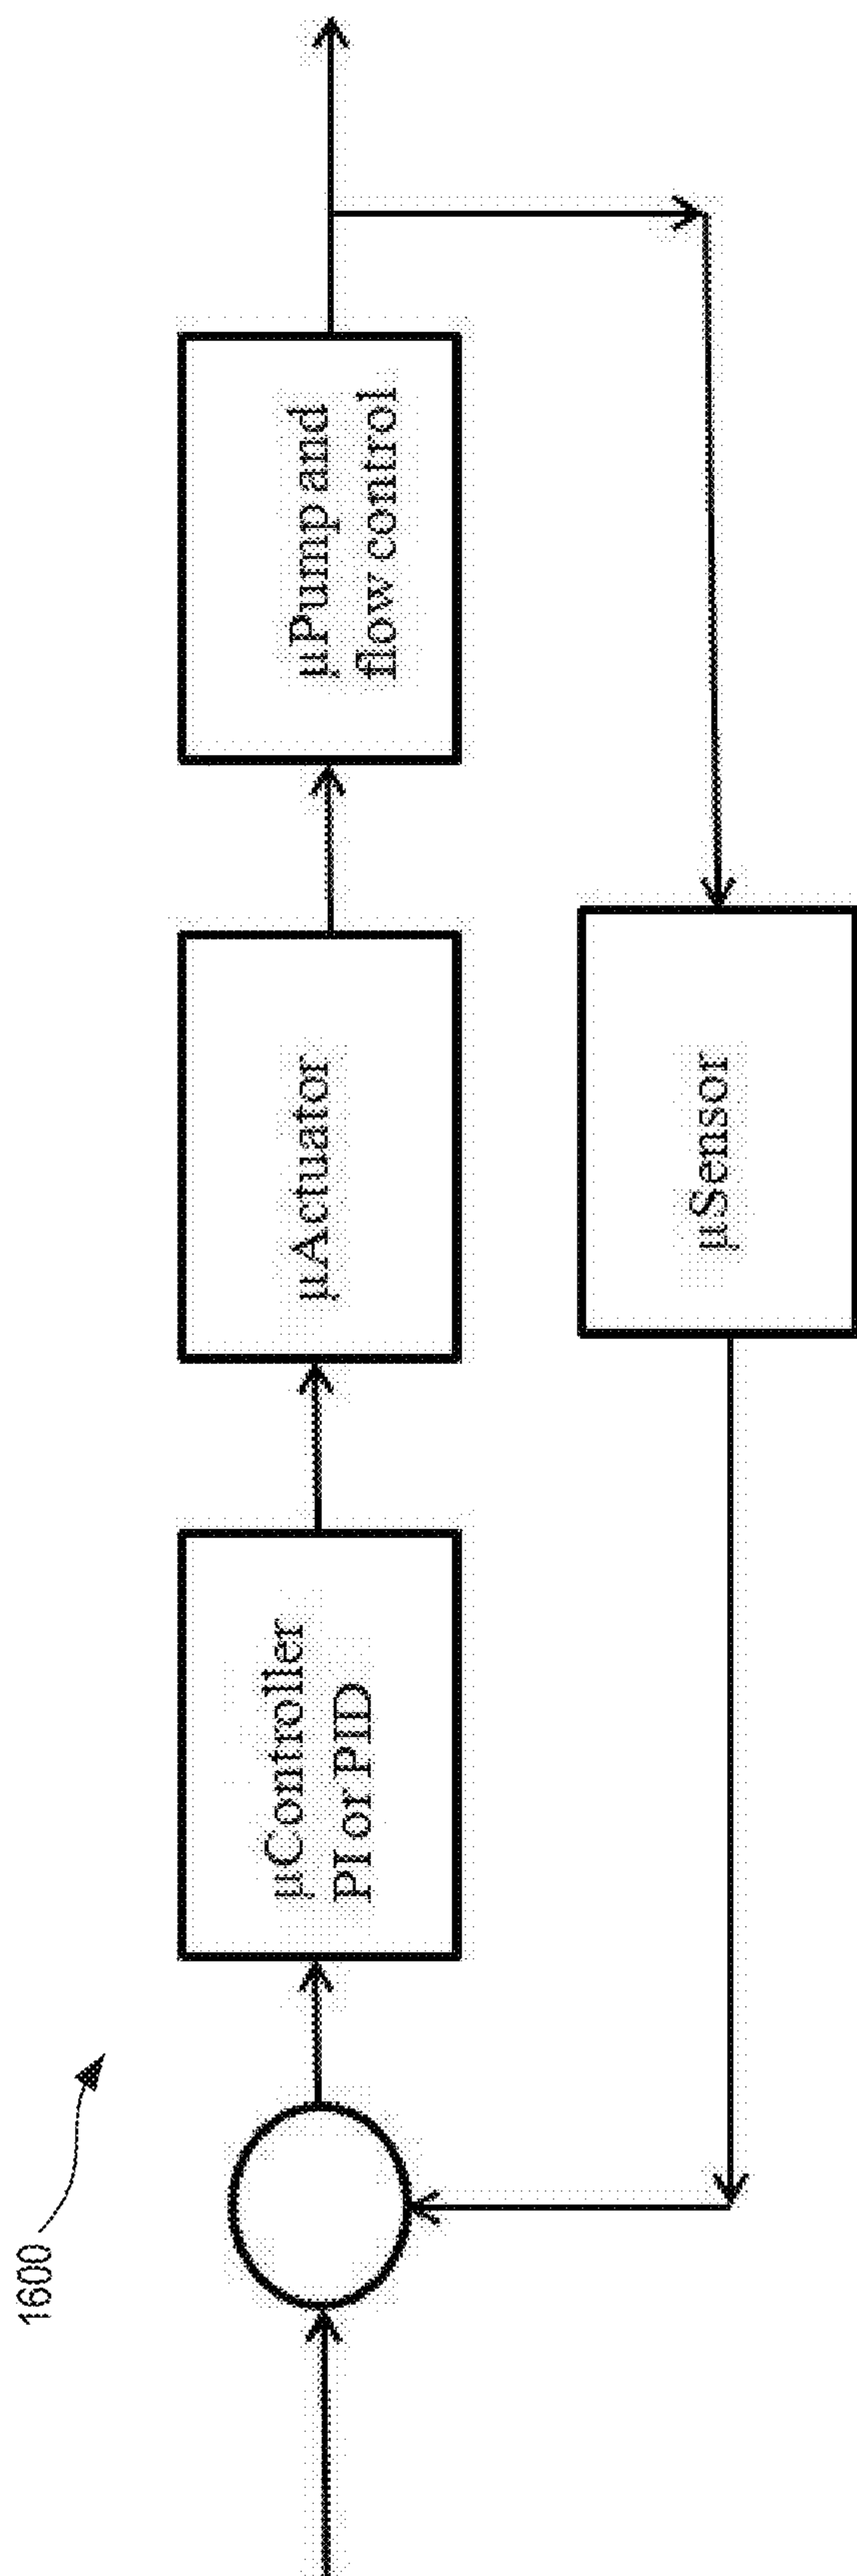 1600
µController
PI or PID
µActuator
µPump and
flow control
µSensor